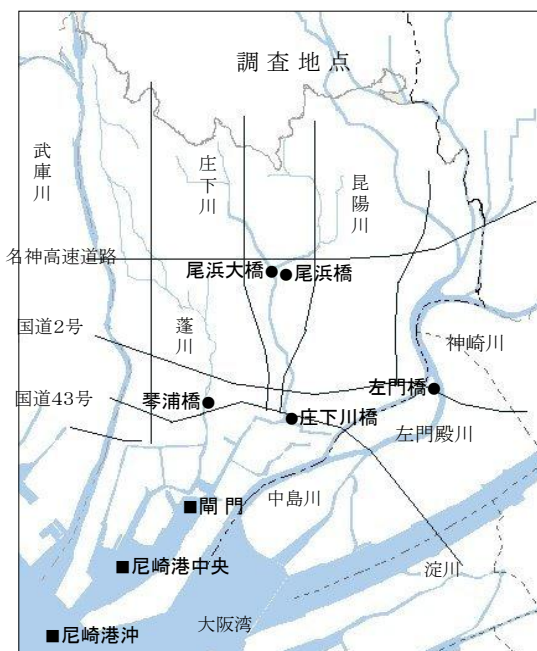 調査地点
武庫川
庄下川
昆陽川
名神高速道路
尾浜大橋
尾浜橋
国道2号
蓬川
神崎川
国道43号
琴浦橋
左門橋
庄下川橋
左門殿川
閘門
中島川
尼崎港中央
淀川
大阪湾
尼崎港沖